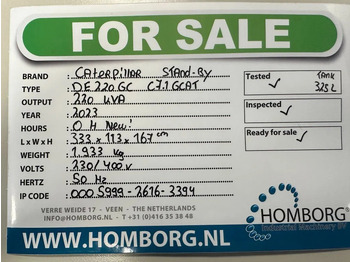 FOR SALE
BRAND : Caterpillar Stand-By
TYPE : DE220GC C7.1 GCAT
OUTPUT : 220 kVA
YEAR : 2023
HOURS : 0 H New!
L x W x H : 333 x 113 x 167 cm
WEIGHT : 1.933 kg
VOLTS : 230/400 V
HERTZ : 50 Hz
IP CODE : 000 5999-2616-3394
Tested ✓ TANK
325 L
Inspected ✓
Ready for sale ✓
VERRE WEIDE 17 - VEEN - THE NETHERLANDS
INFO@HOMBORG.NL - T +31 (0)416 35 38 48
HOMBORG
Industrial Machinery BV
WWW.HOMBORG.NL